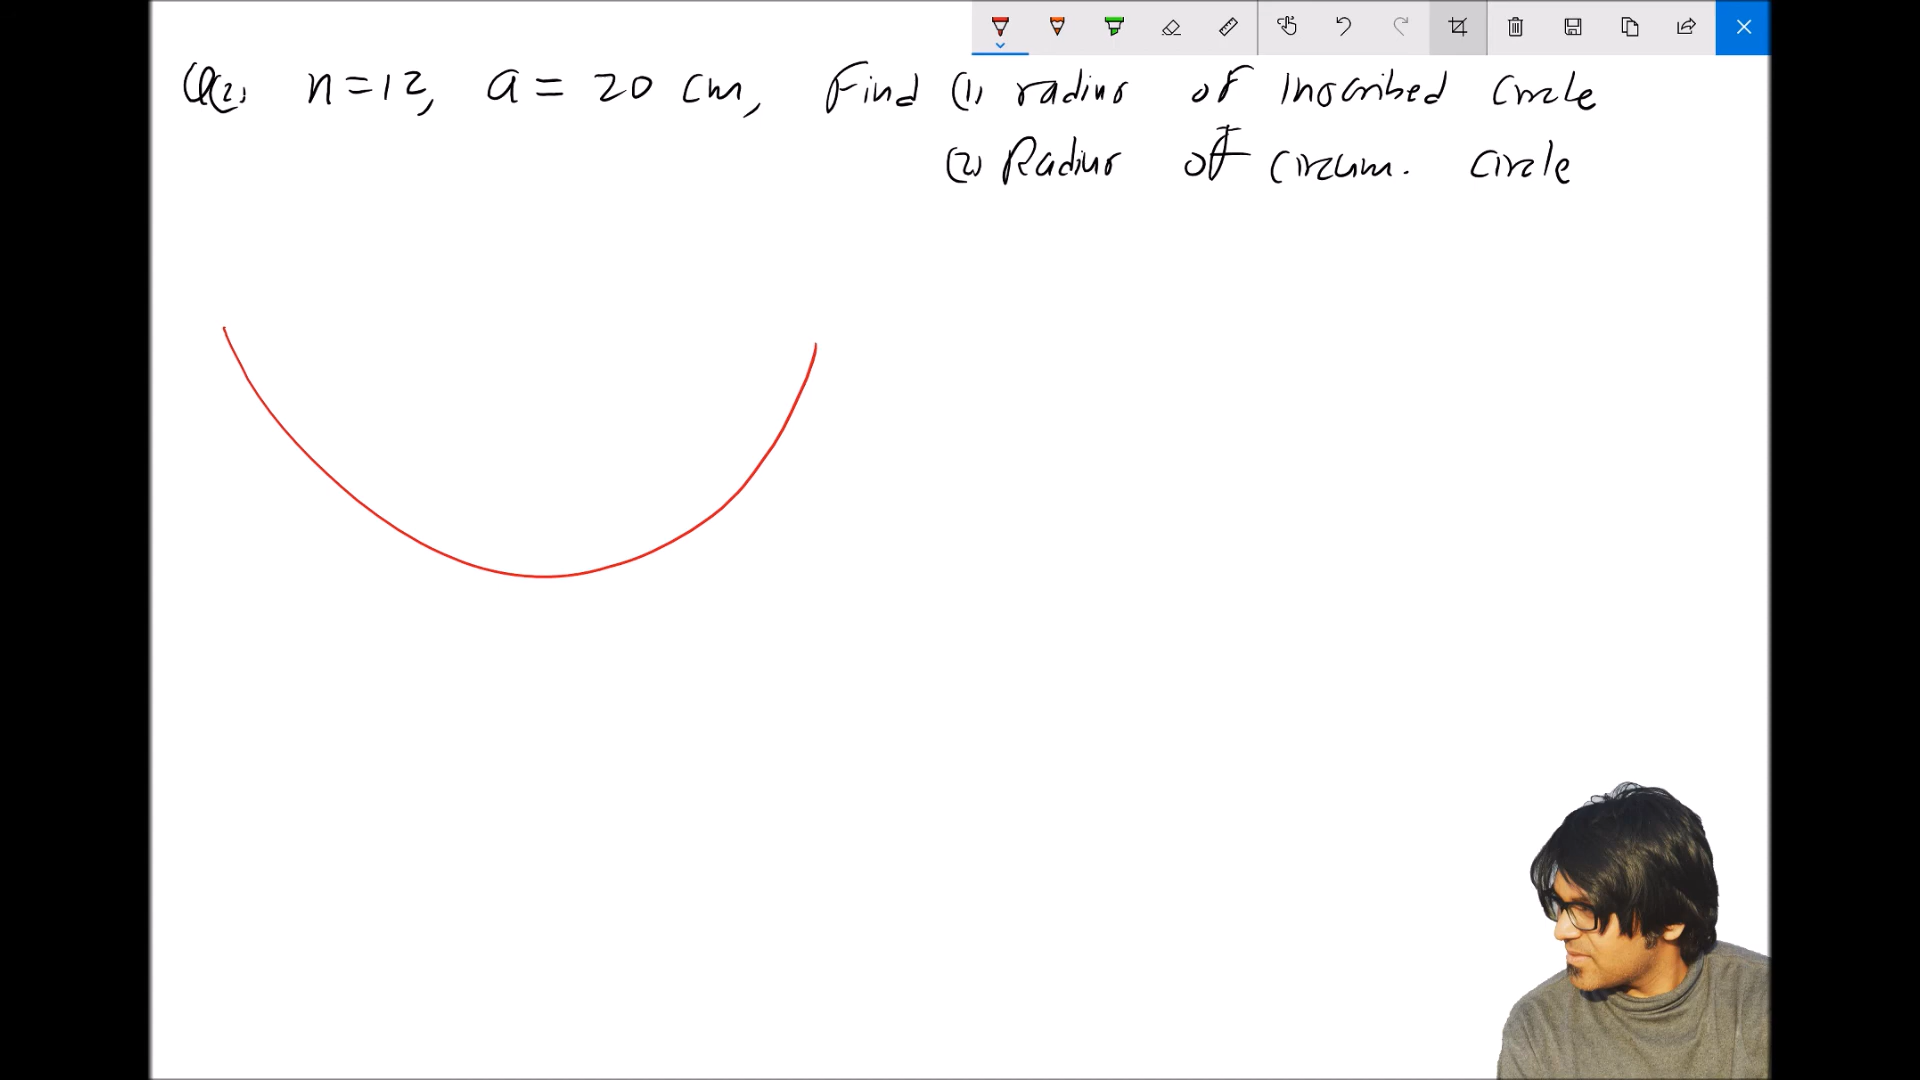 Q2. n=12, a = 20 cm, Find (1) radius of Inscribed Circle
(2) Radius of Circum. Circle